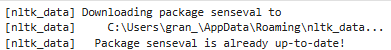 [nltk_data] Downloading package senseval to
[nltk_data]     C:\Users\gran_\AppData\Roaming\nltk_data...
[nltk_data]   Package senseval is already up-to-date!